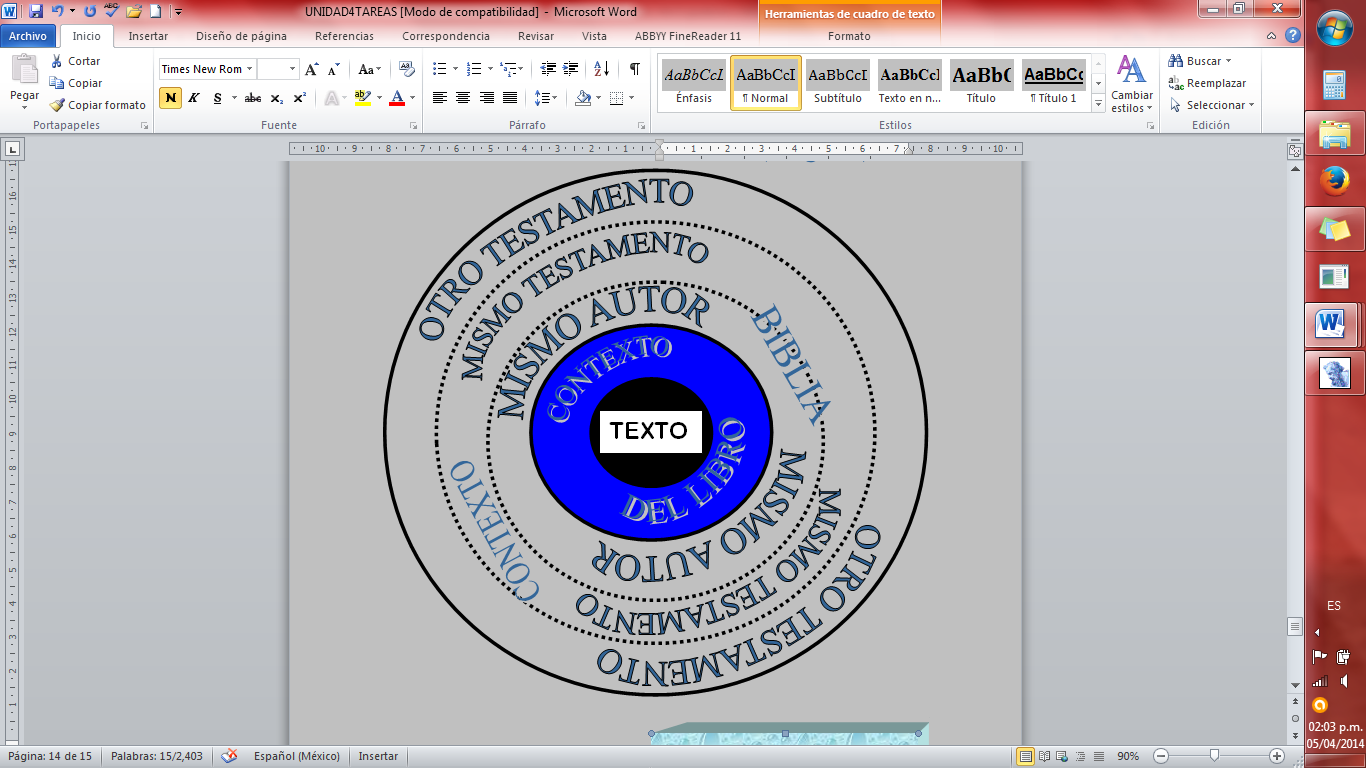 UNIDAD4TAREAS [Modo de compatibilidad] - Microsoft Word
Herramientas de cuadro de texto
Archivo
Inicio
Insertar
Diseño de página
Referencias
Correspondencia
Revisar
Vista
ABBYY FineReader 11
Formato
Pegar
Cortar
Copiar
Copiar formato
Portapapeles
Times New Rom
N K S abc x₂ x²
Fuente
Párrafo
AaBbCcL
Énfasis
AaBbCcI
¶ Normal
AaBbCcI
Subtítulo
AaBbCcI
Texto en n...
AaBbC
Título
AaBbCc
¶ Título 1
Cambiar estilos
Estilos
Buscar
Reemplazar
Seleccionar
Edición
OTRO TESTAMENTO
MISMO TESTAMENTO
MISMO AUTOR
CONTEXTO
BIBLIA
TEXTO
DEL LIBRO
CONTEXTO
MISMO AUTOR
MISMO TESTAMENTO
OTRO TESTAMENTO
ES
02:03 p.m.
05/04/2014
Página: 14 de 15
Palabras: 15/2,403
Español (México)
Insertar
90%